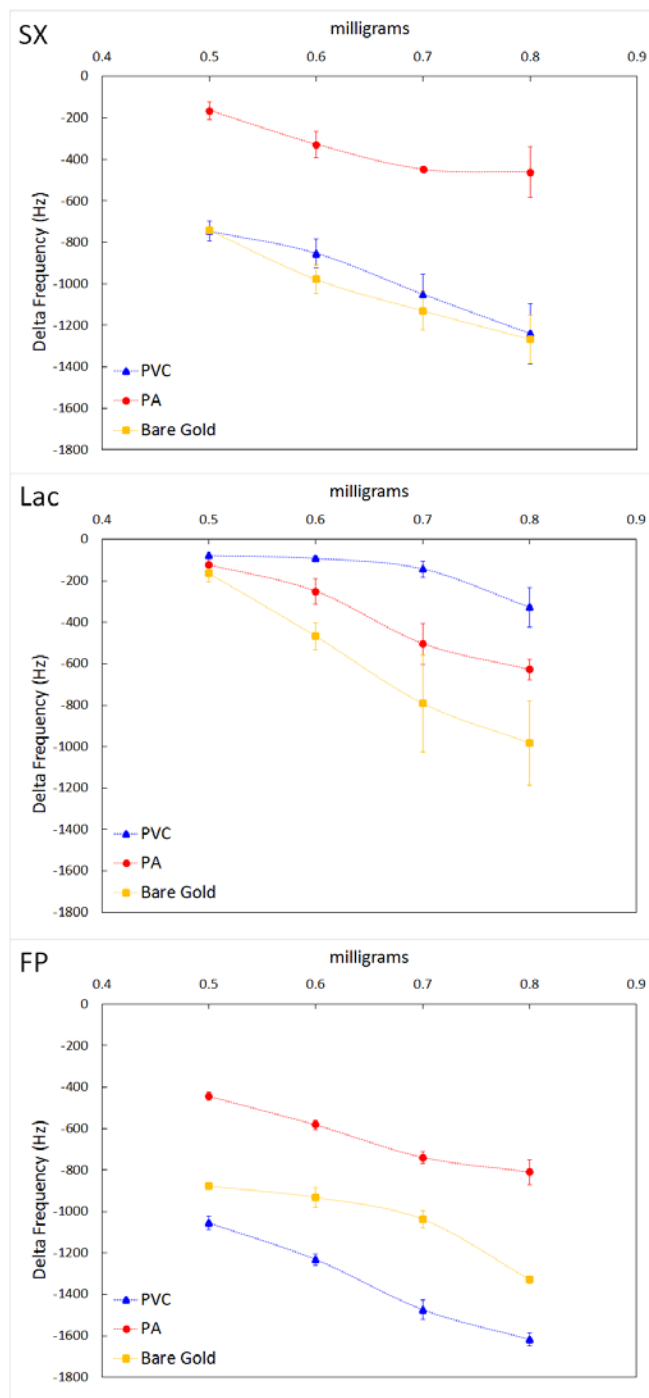 SX
milligrams
0.4 0.5 0.6 0.7 0.8 0.9
0
-200
-400
-600
-800
-1000
-1200
-1400
-1600
-1800
Delta Frequency (Hz)
PVC
PA
Bare Gold
Lac
milligrams
0.4 0.5 0.6 0.7 0.8 0.9
0
-200
-400
-600
-800
-1000
-1200
-1400
-1600
-1800
Delta Frequency (Hz)
PVC
PA
Bare Gold
FP
milligrams
0.4 0.5 0.6 0.7 0.8 0.9
0
-200
-400
-600
-800
-1000
-1200
-1400
-1600
-1800
Delta Frequency (Hz)
PVC
PA
Bare Gold